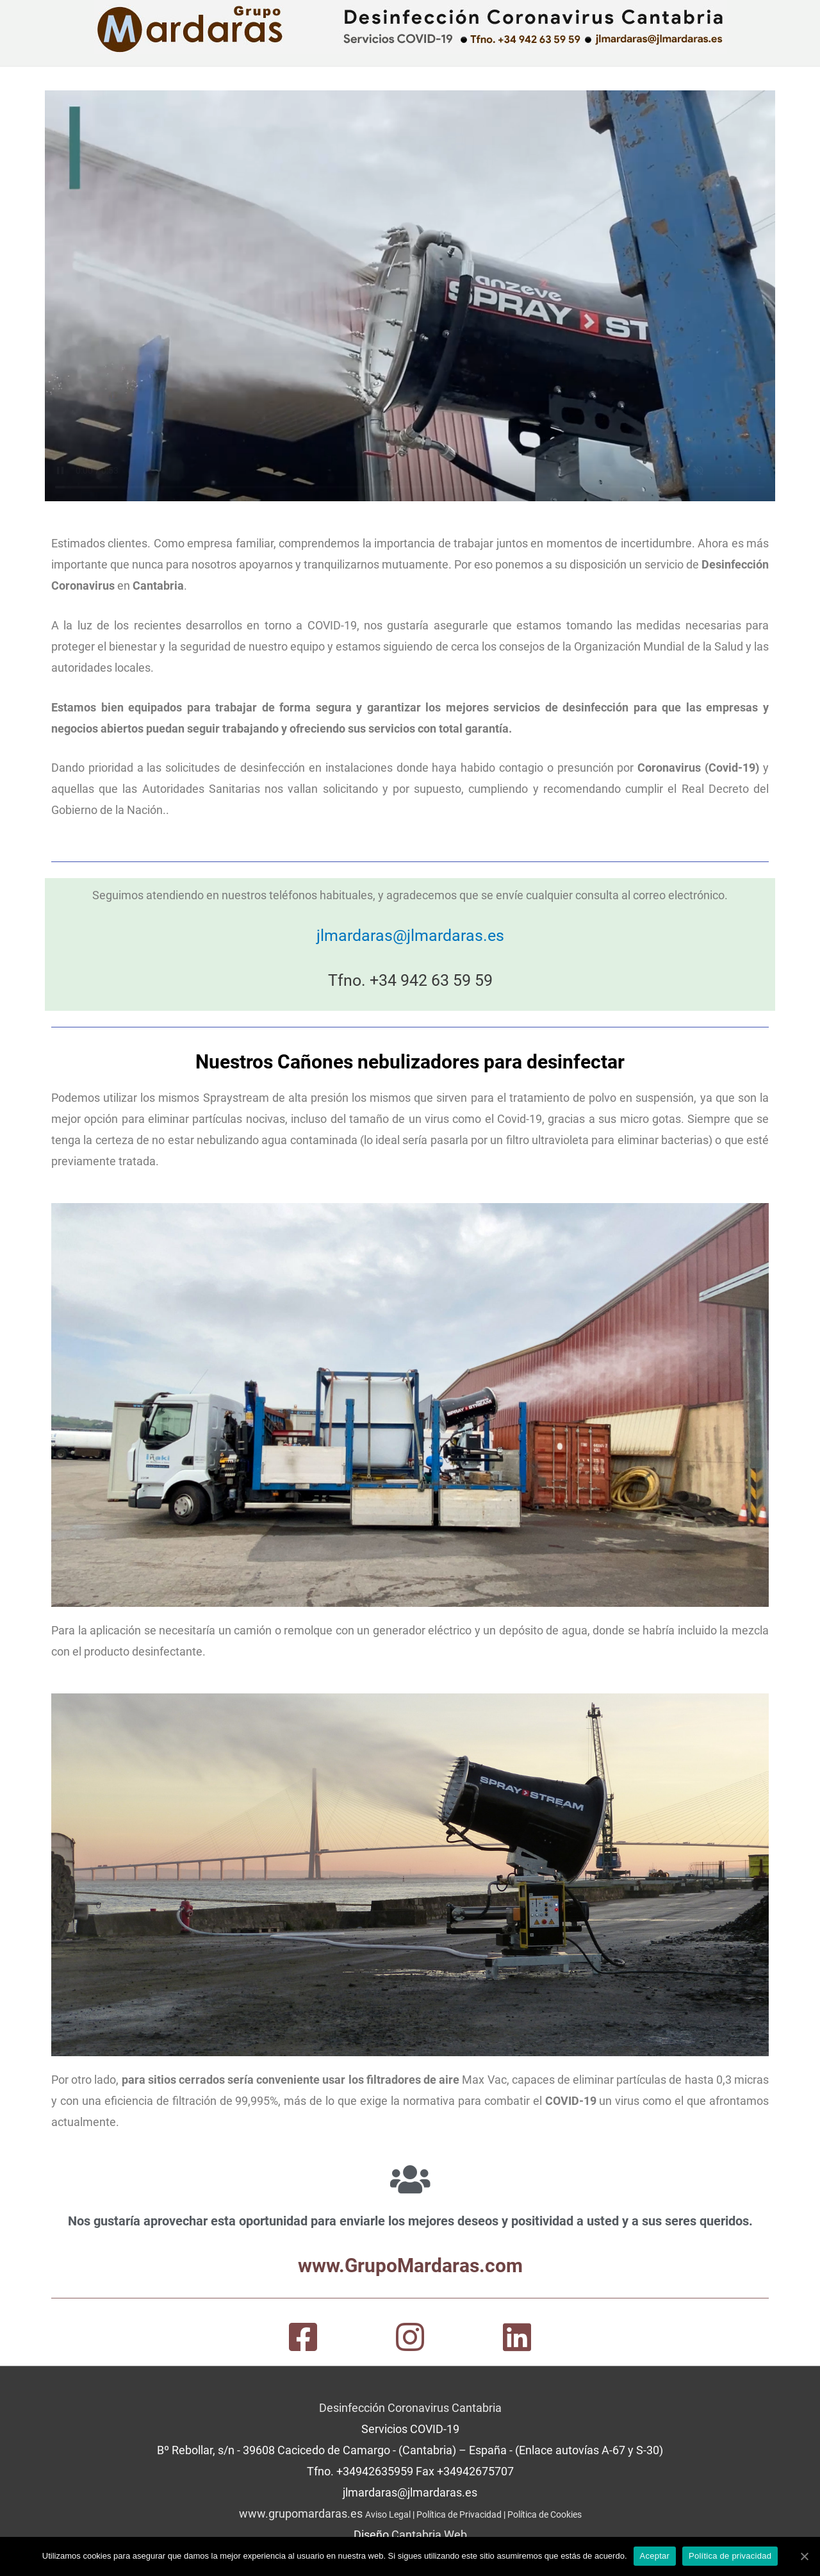 Grupo
Mardaras
Desinfección Coronavirus Cantabria
Servicios COVID-19 ● Tfno. +34 942 63 59 59 ● jlmardaras@jlmardaras.es
anzeve
SPRAY STR
Estimados clientes. Como empresa familiar, comprendemos la importancia de trabajar juntos en momentos de incertidumbre. Ahora es más
importante que nunca para nosotros apoyarnos y tranquilizarnos mutuamente. Por eso ponemos a su disposición un servicio de Desinfección
Coronavirus en Cantabria.
A la luz de los recientes desarrollos en torno a COVID-19, nos gustaría asegurarle que estamos tomando las medidas necesarias para
proteger el bienestar y la seguridad de nuestro equipo y estamos siguiendo de cerca los consejos de la Organización Mundial de la Salud y las
autoridades locales.
Estamos bien equipados para trabajar de forma segura y garantizar los mejores servicios de desinfección para que las empresas y
negocios abiertos puedan seguir trabajando y ofreciendo sus servicios con total garantía.
Dando prioridad a las solicitudes de desinfección en instalaciones donde haya habido contagio o presunción por Coronavirus (Covid-19) y
aquellas que las Autoridades Sanitarias nos vallan solicitando y por supuesto, cumpliendo y recomendando cumplir el Real Decreto del
Gobierno de la Nación..
Seguimos atendiendo en nuestros teléfonos habituales, y agradecemos que se envíe cualquier consulta al correo electrónico.
jlmardaras@jlmardaras.es
Tfno. +34 942 63 59 59
Nuestros Cañones nebulizadores para desinfectar
Podemos utilizar los mismos Spraystream de alta presión los mismos que sirven para el tratamiento de polvo en suspensión, ya que son la
mejor opción para eliminar partículas nocivas, incluso del tamaño de un virus como el Covid-19, gracias a sus micro gotas. Siempre que se
tenga la certeza de no estar nebulizando agua contaminada (lo ideal sería pasarla por un filtro ultravioleta para eliminar bacterias) o que esté
previamente tratada.
SPRAY STREAM
Para la aplicación se necesitaría un camión o remolque con un generador eléctrico y un depósito de agua, donde se habría incluido la mezcla
con el producto desinfectante.
SPRAY STREAM
Por otro lado, para sitios cerrados sería conveniente usar los filtradores de aire Max Vac, capaces de eliminar partículas de hasta 0,3 micras
y con una eficiencia de filtración de 99,995%, más de lo que exige la normativa para combatir el COVID-19 un virus como el que afrontamos
actualmente.
Nos gustaría aprovechar esta oportunidad para enviarle los mejores deseos y positividad a usted y a sus seres queridos.
www.GrupoMardaras.com
Desinfección Coronavirus Cantabria
Servicios COVID-19
Bº Rebollar, s/n - 39608 Cacicedo de Camargo - (Cantabria) – España - (Enlace autovías A-67 y S-30)
Tfno. +34942635959 Fax +34942675707
jlmardaras@jlmardaras.es
www.grupomardaras.es Aviso Legal | Política de Privacidad | Política de Cookies
Diseño Cantabria Web
Utilizamos cookies para asegurar que damos la mejor experiencia al usuario en nuestra web. Si sigues utilizando este sitio asumiremos que estás de acuerdo. Aceptar Política de privacidad